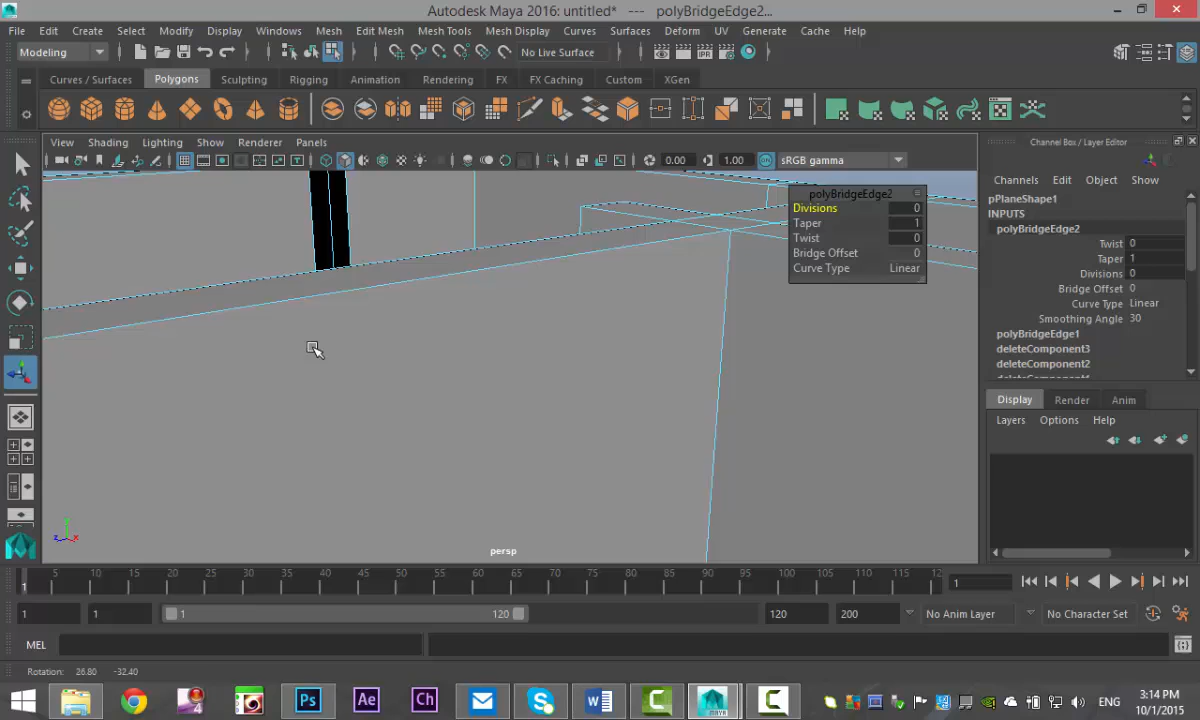 Autodesk Maya 2016: untitled* --- polyBridgeEdge2...
File Edit Create Select Modify Display Windows Mesh Edit Mesh Mesh Tools Mesh Display Curves Surfaces Deform UV Generate Cache Help
Modeling No Live Surface
Curves / Surfaces Polygons Sculpting Rigging Animation Rendering FX FX Caching Custom XGen
View Shading Lighting Show Renderer Panels
0.00 1.00 sRGB gamma
polyBridgeEdge2
Divisions 0
Taper 1
Twist 0
Bridge Offset 0
Curve Type Linear
persp
Channel Box / Layer Editor
Channels Edit Object Show
pPlaneShape1
INPUTS
polyBridgeEdge2
Twist 0
Taper 1
Divisions 0
Bridge Offset 0
Curve Type Linear
Smoothing Angle 30
polyBridgeEdge1
deleteComponent3
deleteComponent2
Display Render Anim
Layers Options Help
1 5 10 15 20 25 30 35 40 45 50 55 60 65 70 75 80 85 90 95 100 105 110 115 12
1
1 1 1 120 120 200 No Anim Layer No Character Set
MEL
Rotation: 26.80 -32.40
Ps Ae Ch W C MAYA C
ENG
3:14 PM
10/1/2015